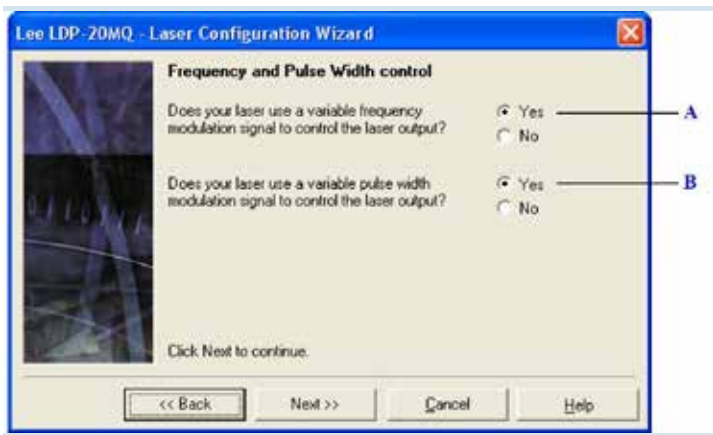 Lee LDP-20MQ - Laser Configuration Wizard
Frequency and Pulse Width control
Does your laser use a variable frequency
modulation signal to control the laser output?
Yes
A
No
Does your laser use a variable pulse width
modulation signal to control the laser output?
Yes
B
No
Click Next to continue.
<< Back
Next >>
Cancel
Help